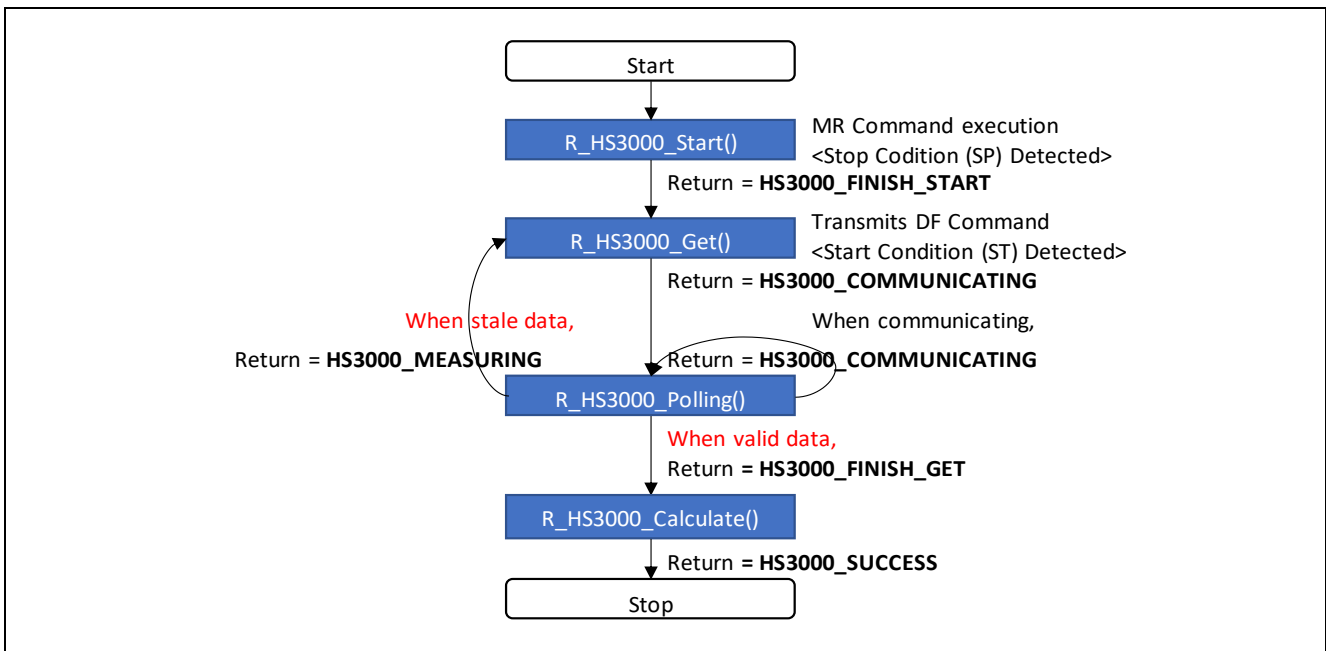 Start
R_HS3000_Start()
MR Command execution
<Stop Codition (SP) Detected>
Return = HS3000_FINISH_START
R_HS3000_Get()
Transmits DF Command
<Start Condition (ST) Detected>
Return = HS3000_COMMUNICATING
When stale data,
When communicating,
Return = HS3000_MEASURING
Return = HS3000_COMMUNICATING
R_HS3000_Polling()
When valid data,
Return = HS3000_FINISH_GET
R_HS3000_Calculate()
Return = HS3000_SUCCESS
Stop